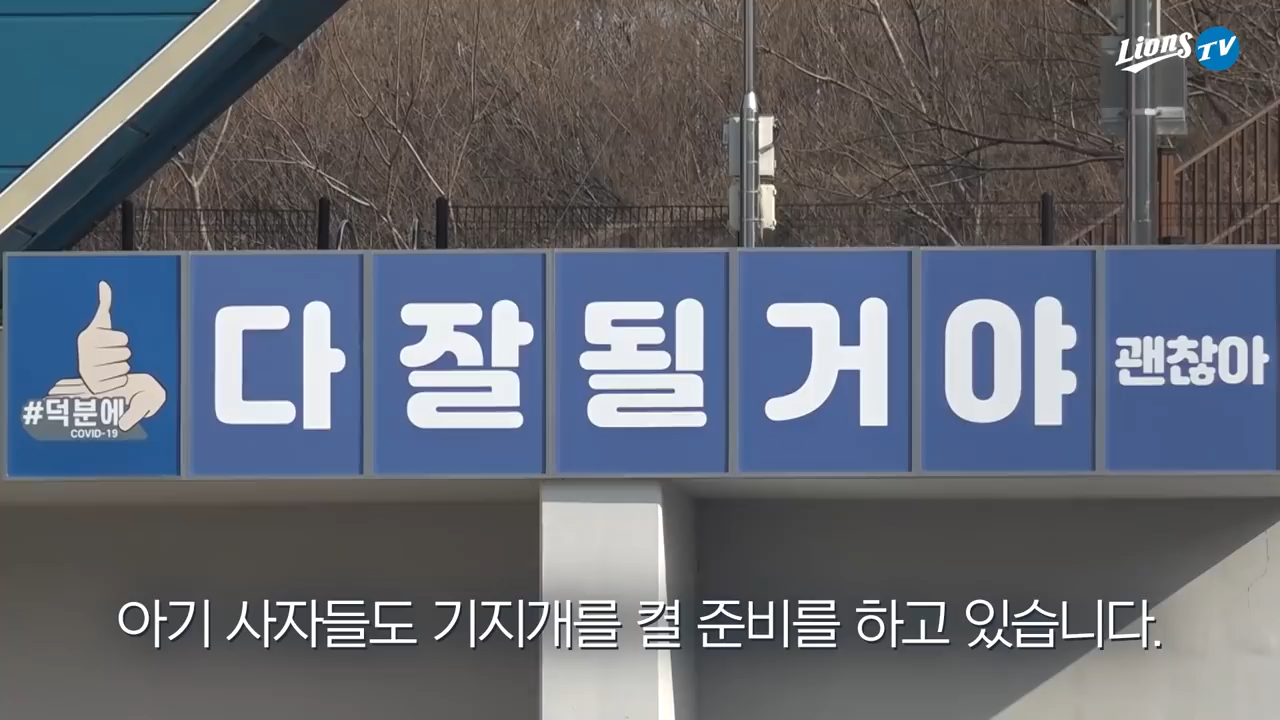 Lions TV
#덕분에
COVID-19
다잘될거야 괜찮아
아기 사자들도 기지개를 켤 준비를 하고 있습니다.